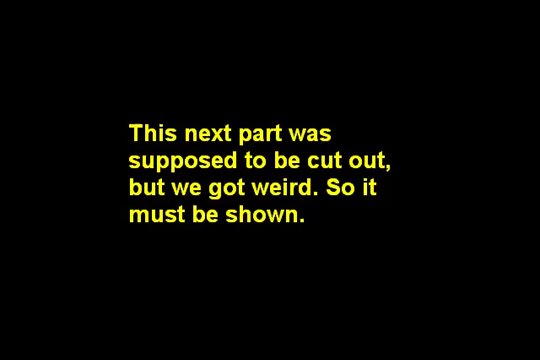 This next part was
supposed to be cut out,
but we got weird. So it
must be shown.